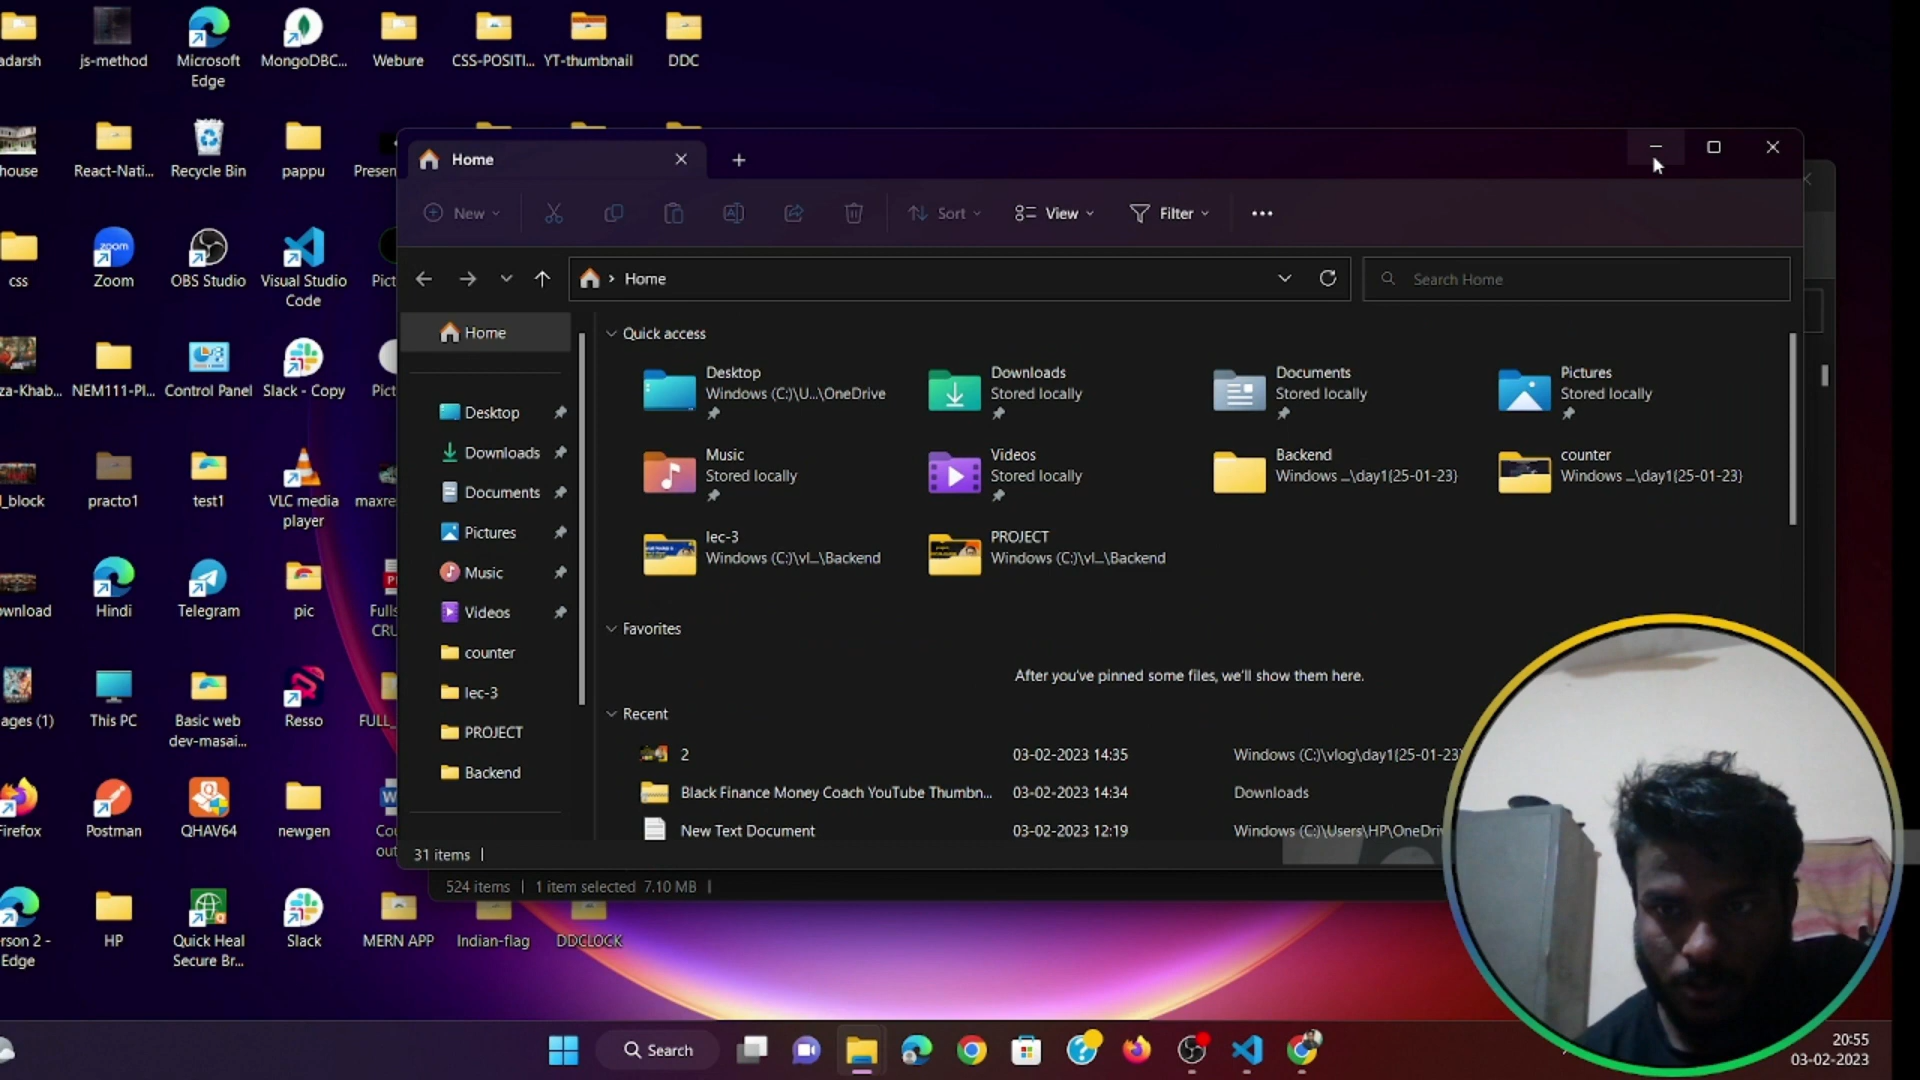 adarsh
js-method
Microsoft
Edge
MongoDBC...
Webure
CSS-POSITI...
YT-thumbnail
DDC
house
React-Nati...
Recycle Bin
pappu
Presen
css
Zoom
OBS Studio
Visual Studio
Code
Pict
za-Khab...
NEM111-Pl...
Control Panel
Slack - Copy
Pict
l_block
practo1
test1
VLC media
player
maxre
wnload
Hindi
Telegram
pic
Fulls
CRU
ages (1)
This PC
Basic web
dev-masai...
Resso
FULL_
Firefox
Postman
QHAV64
newgen
Cou
out
rson 2 -
Edge
HP
Quick Heal
Secure Br...
Slack
MERN APP
Indian-flag
DDCLOCK
Home
New
Sort
View
Filter
Home
Search Home
Home
Desktop
Downloads
Documents
Pictures
Music
Videos
counter
lec-3
PROJECT
Backend
Quick access
Desktop
Windows (C:)\U...\OneDrive
Downloads
Stored locally
Documents
Stored locally
Pictures
Stored locally
Music
Stored locally
Videos
Stored locally
Backend
Windows ...\day1{25-01-23)
counter
Windows ...\day1{25-01-23)
lec-3
Windows (C:)\vl...\Backend
PROJECT
Windows (C:)\vl...\Backend
Favorites
After you've pinned some files, we'll show them here.
Recent
2 03-02-2023 14:35 Windows (C:)\vlog\day1{25-01-23)
Black Finance Money Coach YouTube Thumbn... 03-02-2023 14:34 Downloads
New Text Document 03-02-2023 12:19 Windows (C:)\Users\HP\OneDriv
31 items
524 items 1 item selected 7.10 MB
Search
20:55
03-02-2023